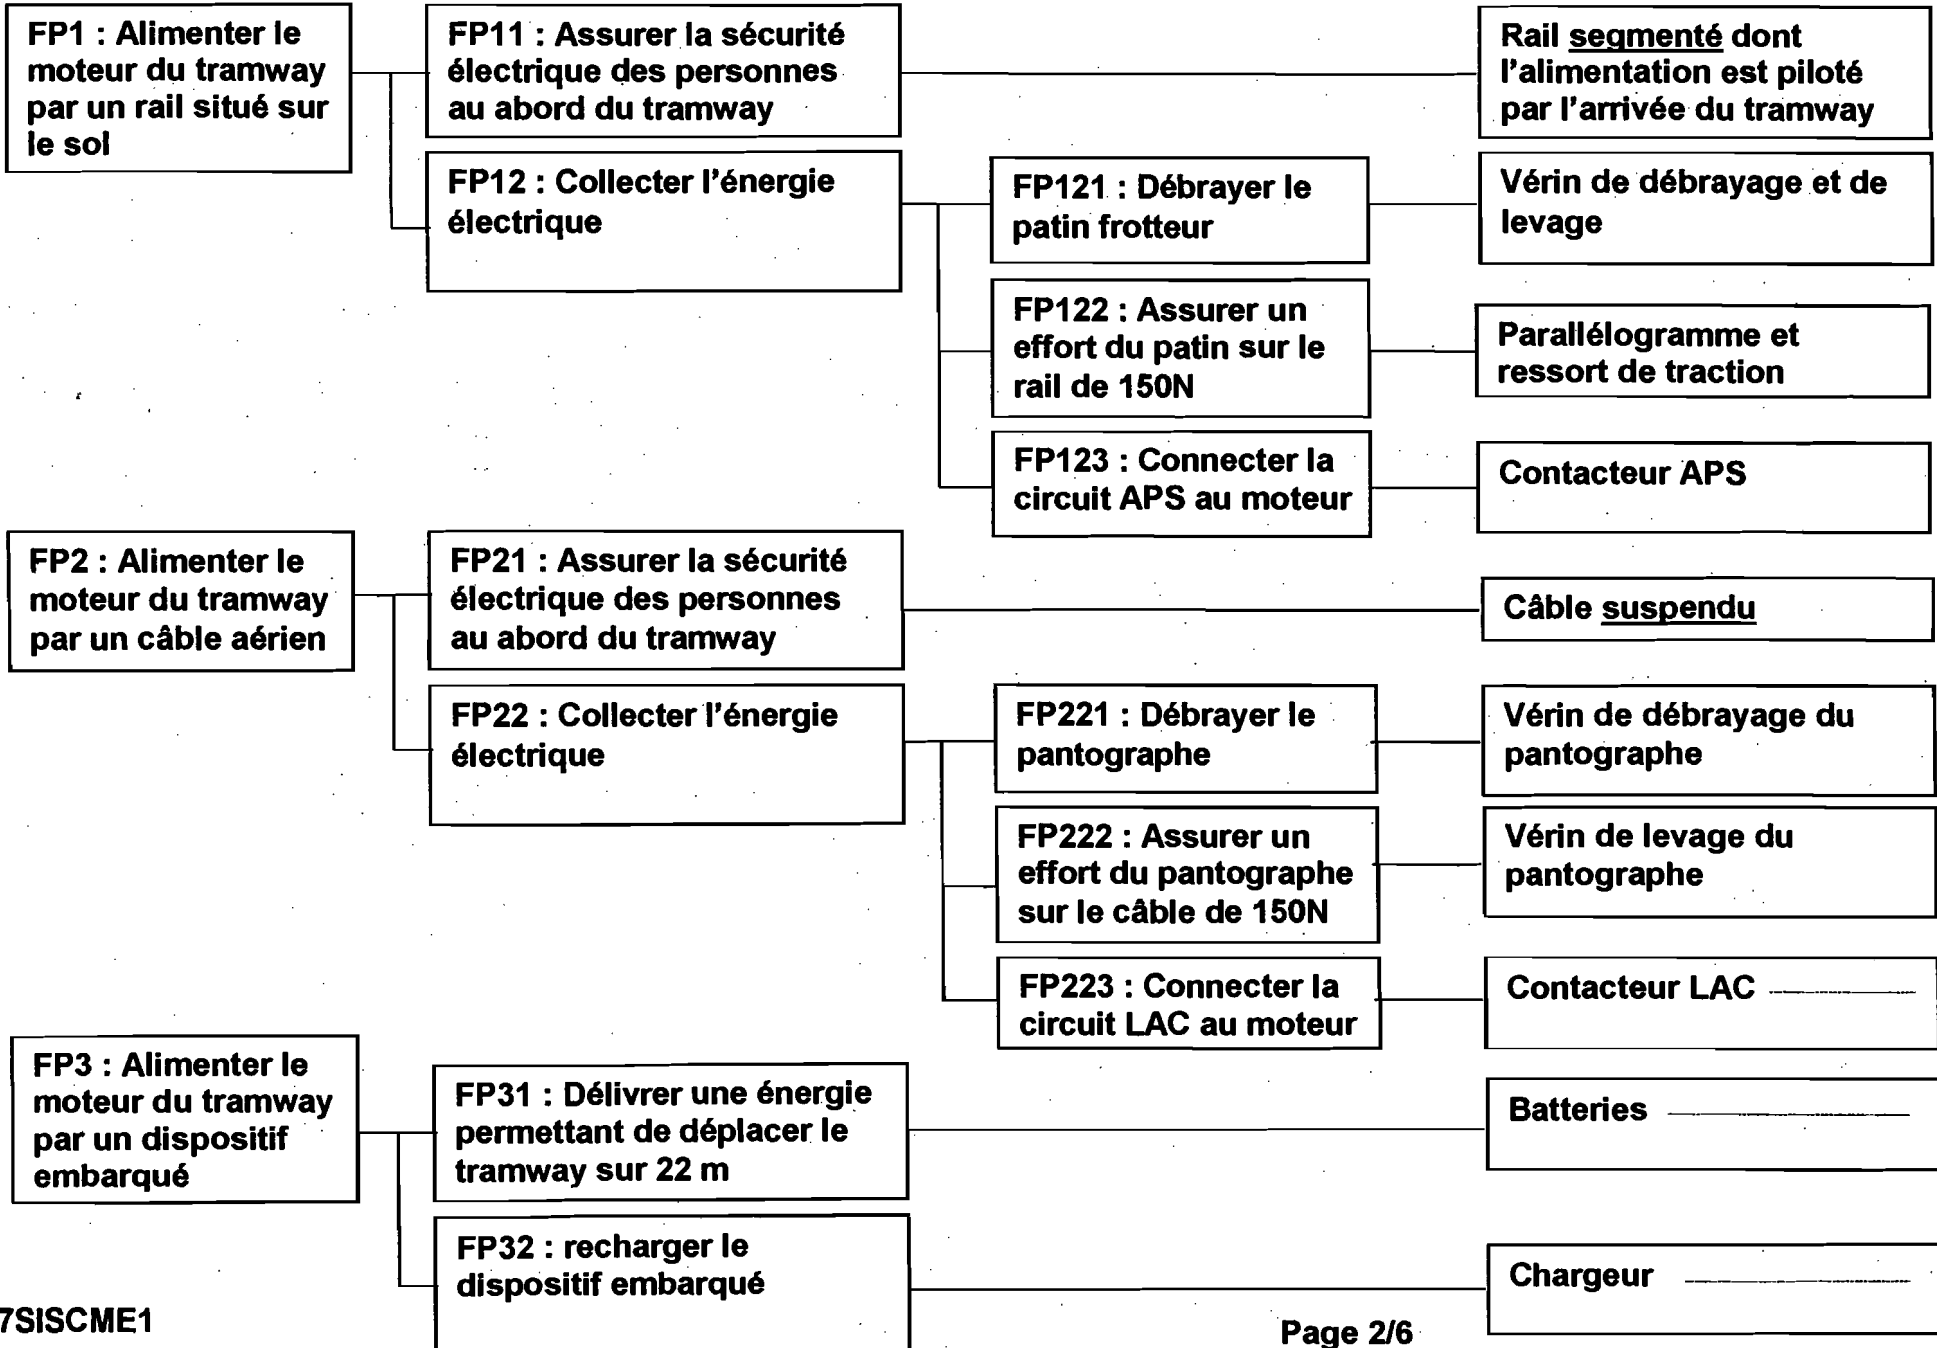 FP1 : Alimenter le
moteur du tramway
par un rail situé sur
le sol
FP11 : Assurer la sécurité
électrique des personnes
au abord du tramway
Rail segmenté dont
l'alimentation est piloté
par l'arrivée du tramway
FP12 : Collecter l'énergie
électrique
FP121 : Débrayer le
patin frotteur
Vérin de débrayage et de
levage
FP122 : Assurer un
effort du patin sur le
rail de 150N
Parallélogramme et
ressort de traction
FP123 : Connecter la
circuit APS au moteur
Contacteur APS
FP2 : Alimenter le
moteur du tramway
par un câble aérien
FP21 : Assurer la sécurité
électrique des personnes
au abord du tramway
Câble suspendu
FP22 : Collecter l'énergie
électrique
FP221 : Débrayer le
pantographe
Vérin de débrayage du
pantographe
FP222 : Assurer un
effort du pantographe
sur le câble de 150N
Vérin de levage du
pantographe
FP223 : Connecter la
circuit LAC au moteur
Contacteur LAC
FP3 : Alimenter le
moteur du tramway
par un dispositif
embarqué
FP31 : Délivrer une énergie
permettant de déplacer le
tramway sur 22 m
Batteries
FP32 : recharger le
dispositif embarqué
Chargeur
7SISCME1
Page 2/6